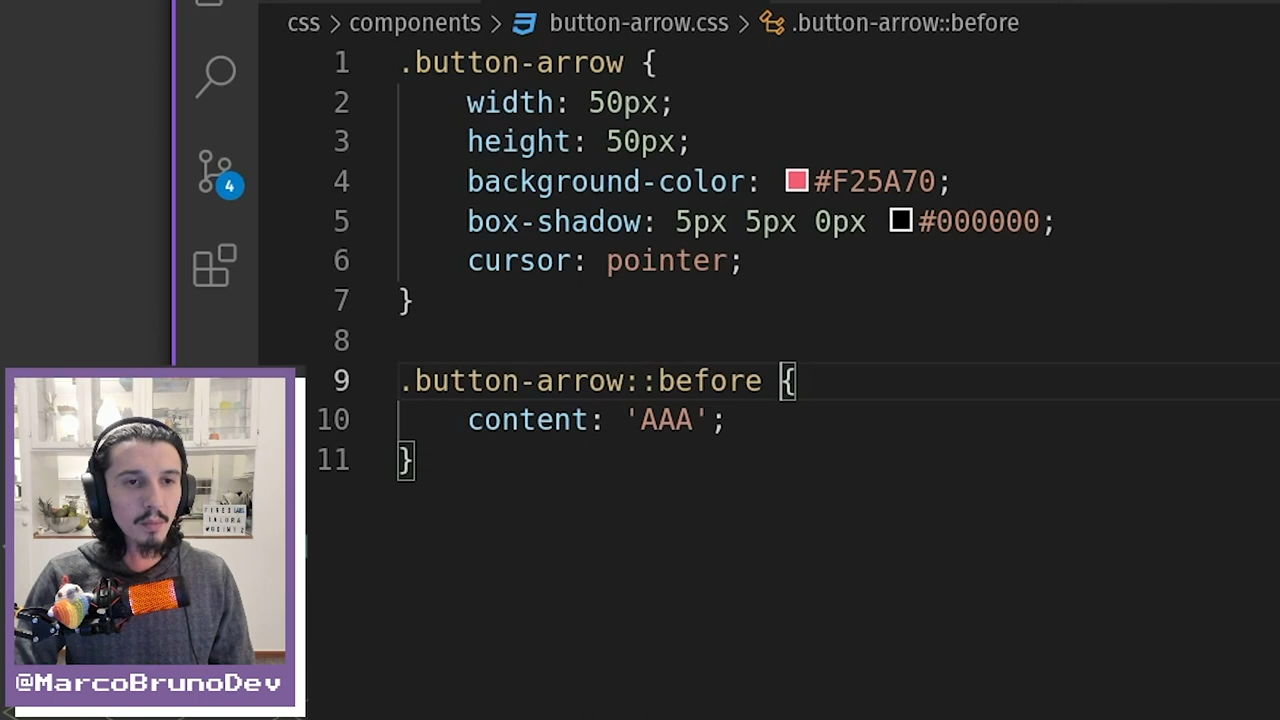 css > components > button-arrow.css > .button-arrow::before
1 .button-arrow {
2 width: 50px;
3 height: 50px;
4 background-color: #F25A70;
5 box-shadow: 5px 5px 0px #000000;
6 cursor: pointer;
7 }
8
9 .button-arrow::before {
10 content: 'AAA';
11 }
4
@MarcoBrunoDev